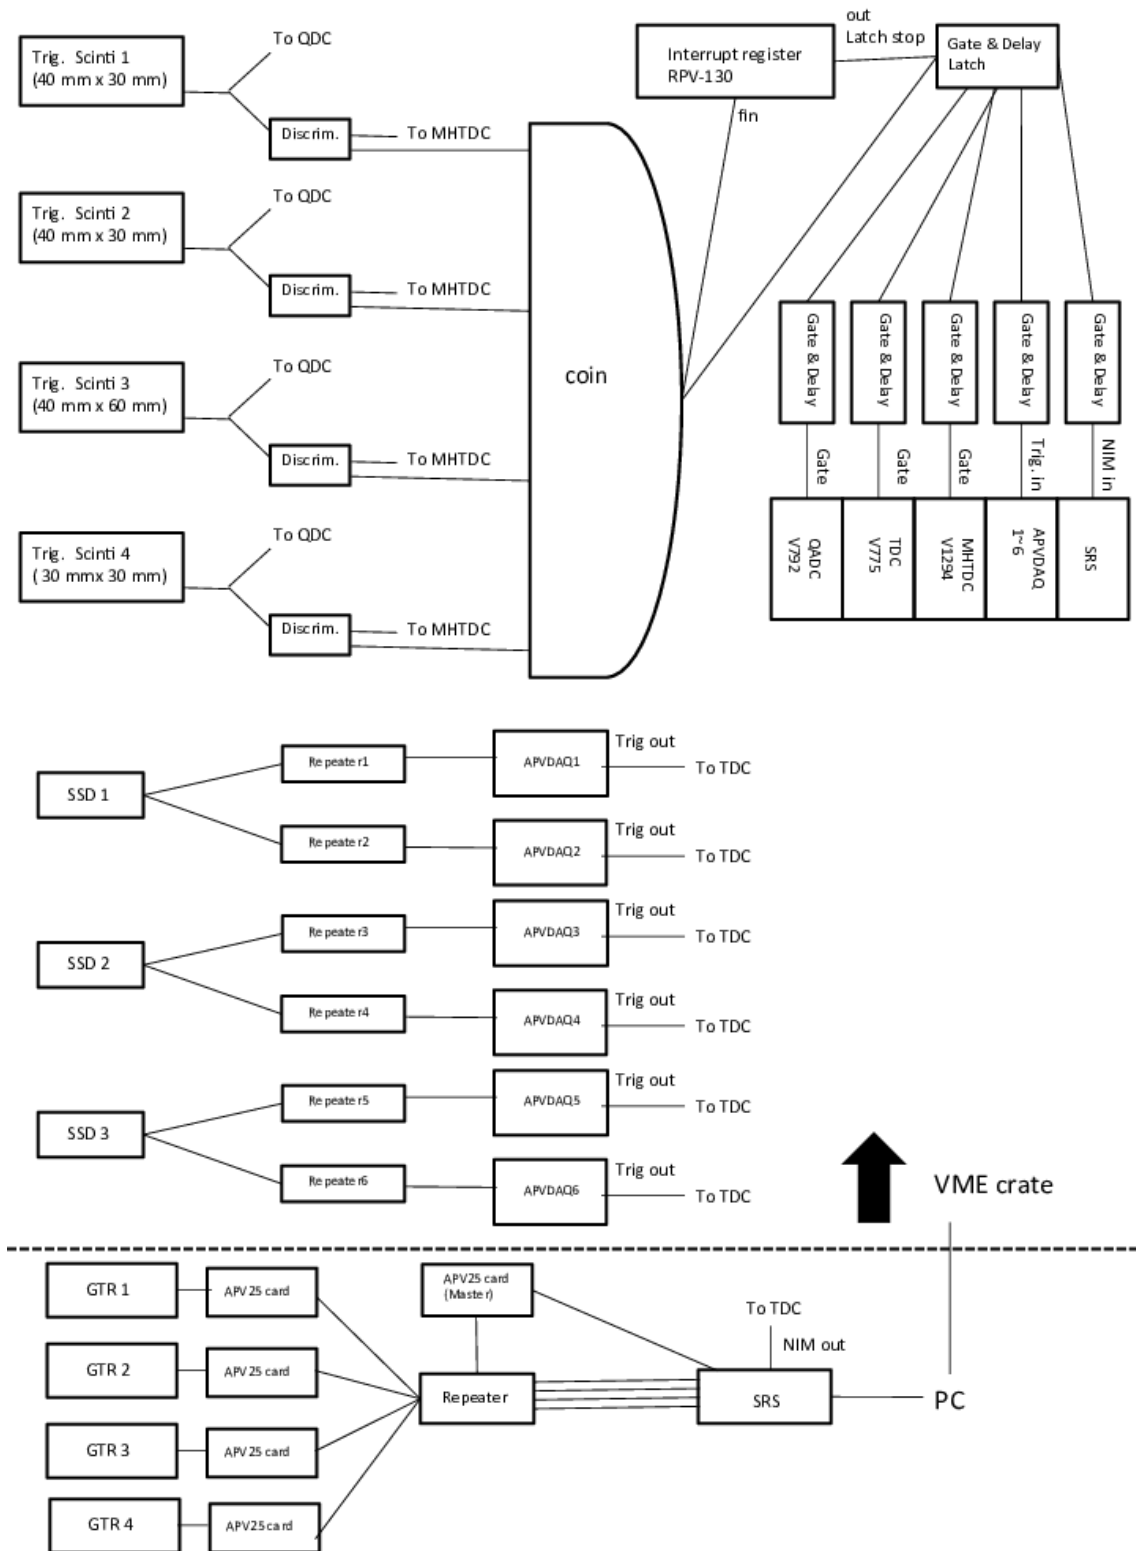 Trig. Scinti 1
(40 mm x 30 mm)
To QDC
Discrim.
To MHTDC
Trig. Scinti 2
(40 mm x 30 mm)
To QDC
Discrim.
To MHTDC
Trig. Scinti 3
(40 mm x 60 mm)
To QDC
Discrim.
To MHTDC
Trig. Scinti 4
( 30 mmx 30 mm)
To QDC
Discrim.
To MHTDC
coin
Interrupt register
RPV-130
fin
out
Latch stop
Gate & Delay
Latch
Gate & Delay
Gate & Delay
Gate & Delay
Gate & Delay
Gate & Delay
Gate
Gate
Gate
Trig. in
NIM in
QADC
V792
TDC
V775
MHTDC
V1294
APVDAQ
1~6
SRS
SSD 1
Repeater1
APVDAQ1
Trig out
To TDC
Repeater2
APVDAQ2
Trig out
To TDC
SSD 2
Repeater3
APVDAQ3
Trig out
To TDC
Repeater4
APVDAQ4
Trig out
To TDC
SSD 3
Repeater5
APVDAQ5
Trig out
To TDC
Repeater6
APVDAQ6
Trig out
To TDC
VME crate
GTR 1
APV25 card
GTR 2
APV25 card
GTR 3
APV25 card
GTR 4
APV25 card
APV25 card
(Master)
Repeater
To TDC
NIM out
SRS
PC